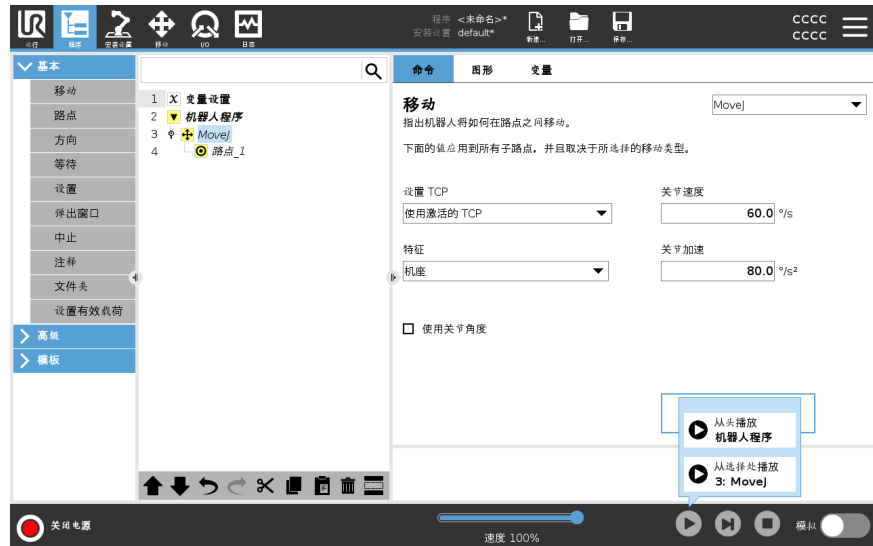 UR
运行
程序
安装设置
移动
I/O
日志
程序 <未命名>*
安装设置 default*
新建...
打开...
保存...
CCCC
CCCC
基本
移动
路点
方向
等待
设置
弹出窗口
中止
注释
文件夹
设置有效载荷
高级
模板
1 X 变量设置
2 机器人程序
3 MoveJ
4 路点_1
命令 图形 变量
移动
MoveJ
指出机器人将如何在路点之间移动。
下面的值应用到所有子路点，并且取决于所选择的移动类型。
设置 TCP
关节速度
使用激活的 TCP
60.0 °/s
特征
关节加速
机座
80.0 °/s²
使用关节角度
从头播放
机器人程序
从选择处播放
3: MoveJ
关闭电源
速度 100%
模拟